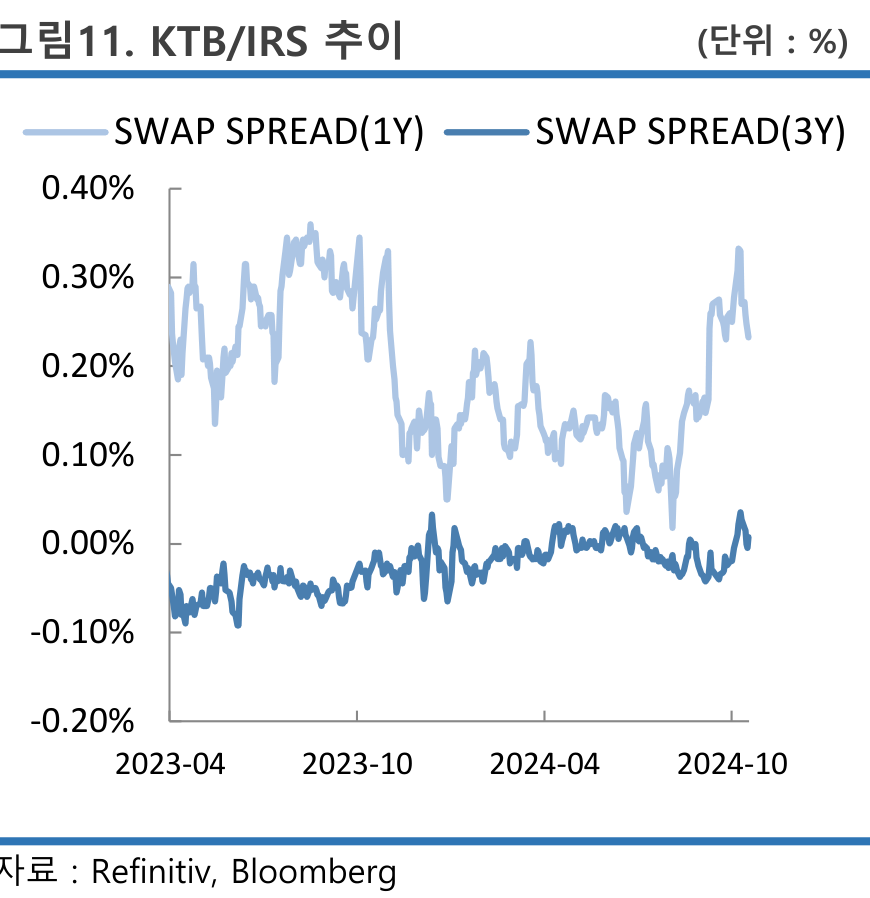 그림11. KTB/IRS 추이 (단위 : %)
SWAP SPREAD(1Y) SWAP SPREAD(3Y)
0.40%
0.30%
0.20%
0.10%
0.00%
-0.10%
-0.20%
2023-04 2023-10 2024-04 2024-10
자료 : Refinitiv, Bloomberg